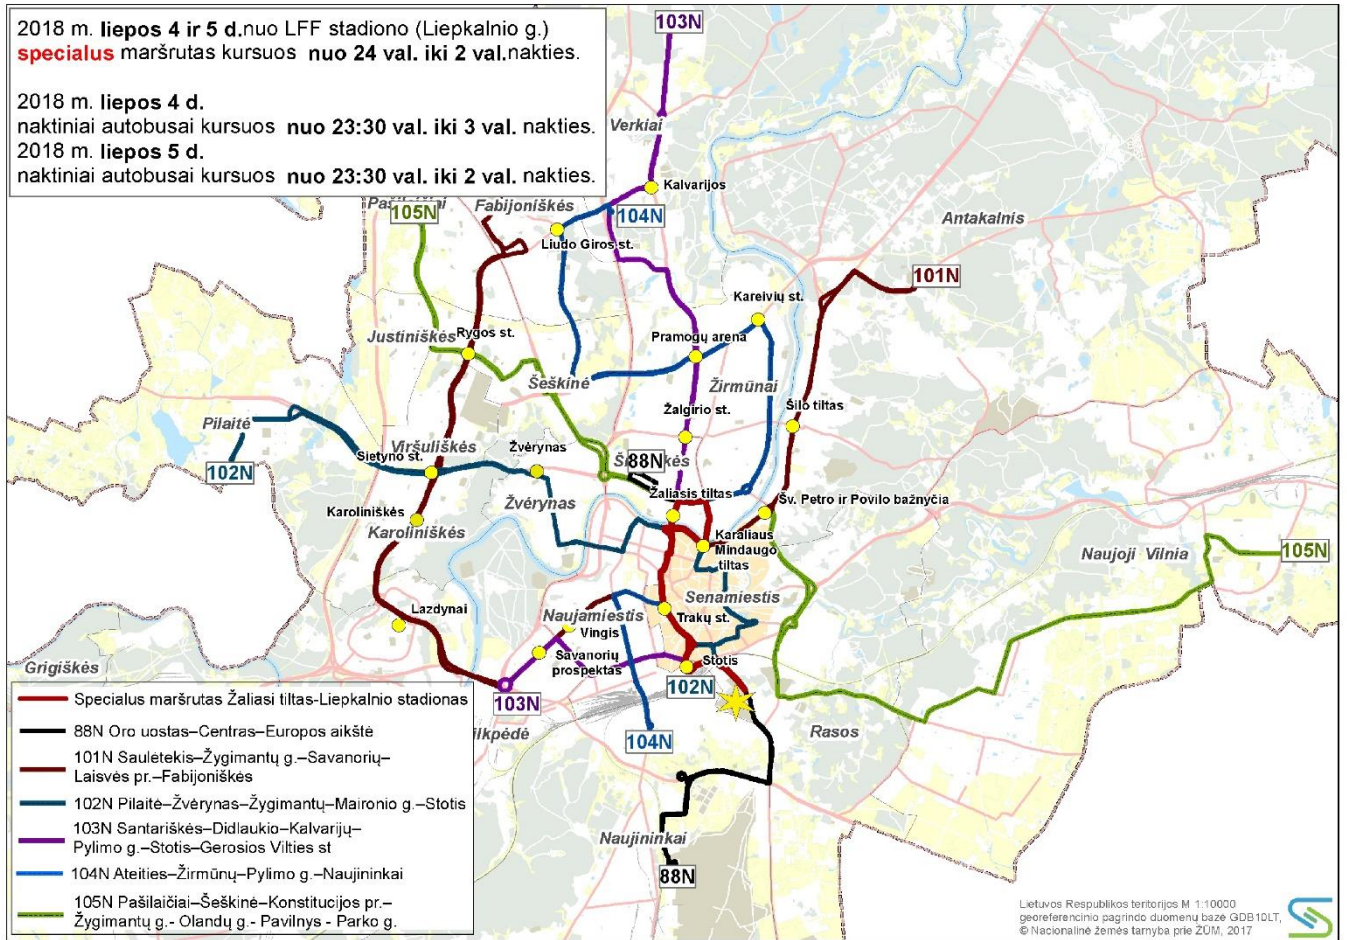 2018 m. liepos 4 ir 5 d.nuo LFF stadiono (Liepkalnio g.)
specialus maršrutas kursuos nuo 24 val. iki 2 val.nakties.
2018 m. liepos 4 d.
naktiniai autobusai kursuos nuo 23:30 val. iki 3 val. nakties.
2018 m. liepos 5 d.
naktiniai autobusai kursuos nuo 23:30 val. iki 2 val. nakties.
103N
Verkiai
Kalvarijos
105N
Fabijoniškės
104N
Liudo Giros st.
Antakalnis
101N
Kareivių st.
Justiniškės
Rygos st.
Pramogų arena
Šeškinė
Žirmūnai
Pilaitė
Žalgirio st.
Šilo tiltas
Viršuliškės
Sietyno st.
Žvėrynas
102N
88N
Žvėrynas
Žaliasis tiltas
Šv. Petro ir Povilo bažnyčia
Karoliniškės
Karoliniškės
Karaliaus
Mindaugo
tiltas
Naujoji Vilnia
105N
Senamiestis
Lazdynai
Naujamiestis
Trakų st.
Vingis
Grigiškės
Savanorių
prospektas
Stotis
102N
103N
104N
Rasos
Naujininkai
88N
Specialus maršrutas Žaliasi tiltas-Liepkalnio stadionas
88N Oro uostas–Centras–Europos aikštė
101N Saulėtekis–Žygimantų g.–Savanorių–
Laisvės pr.–Fabijoniškės
102N Pilaitė–Žvėrynas–Žygimantų–Maironio g.–Stotis
103N Santariškės–Didlaukio–Kalvarijų–
Pylimo g.–Stotis–Gerosios Vilties st
104N Ateities–Žirmūnų–Pylimo g.–Naujininkai
105N Pašilaičiai–Šeškinė–Konstitucijos pr.–
Žygimantų g.- Olandų g.- Pavilnys - Parko g.
Lietuvos Respublikos teritorijos M 1:10000
georeferencinio pagrindo duomenų bazė GDB10LT,
© Nacionalinė žemės tarnyba prie ŽŪM, 2017